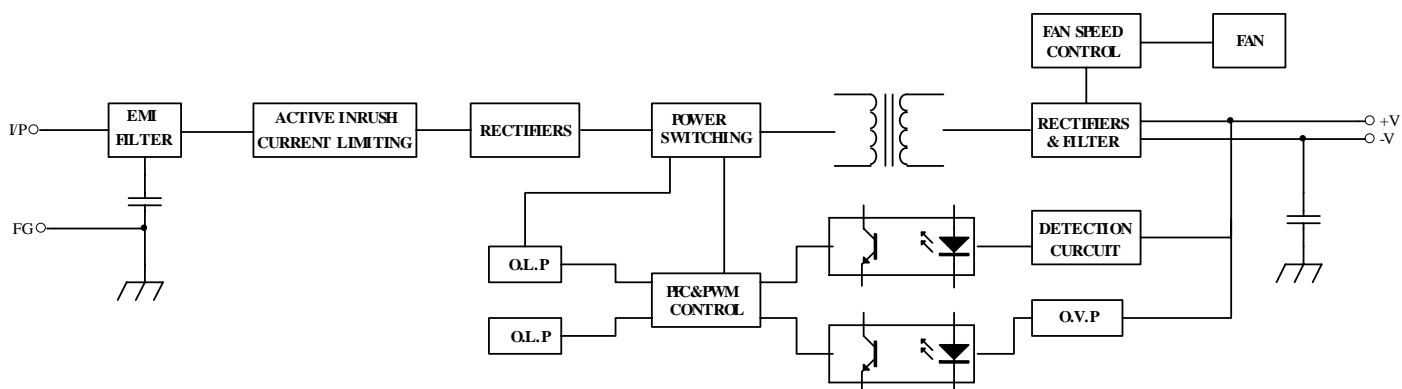 FAN SPEED
CONTROL
FAN
I/P
EMI
FILTER
ACTIVE INRUSH
CURRENT LIMITING
RECTIFIERS
POWER
SWITCHING
RECTIFIERS
& FILTER
+V
-V
FG
O.L.P
PFC&PWM
CONTROL
DETECTION
CURCUIT
O.L.P
O.V.P